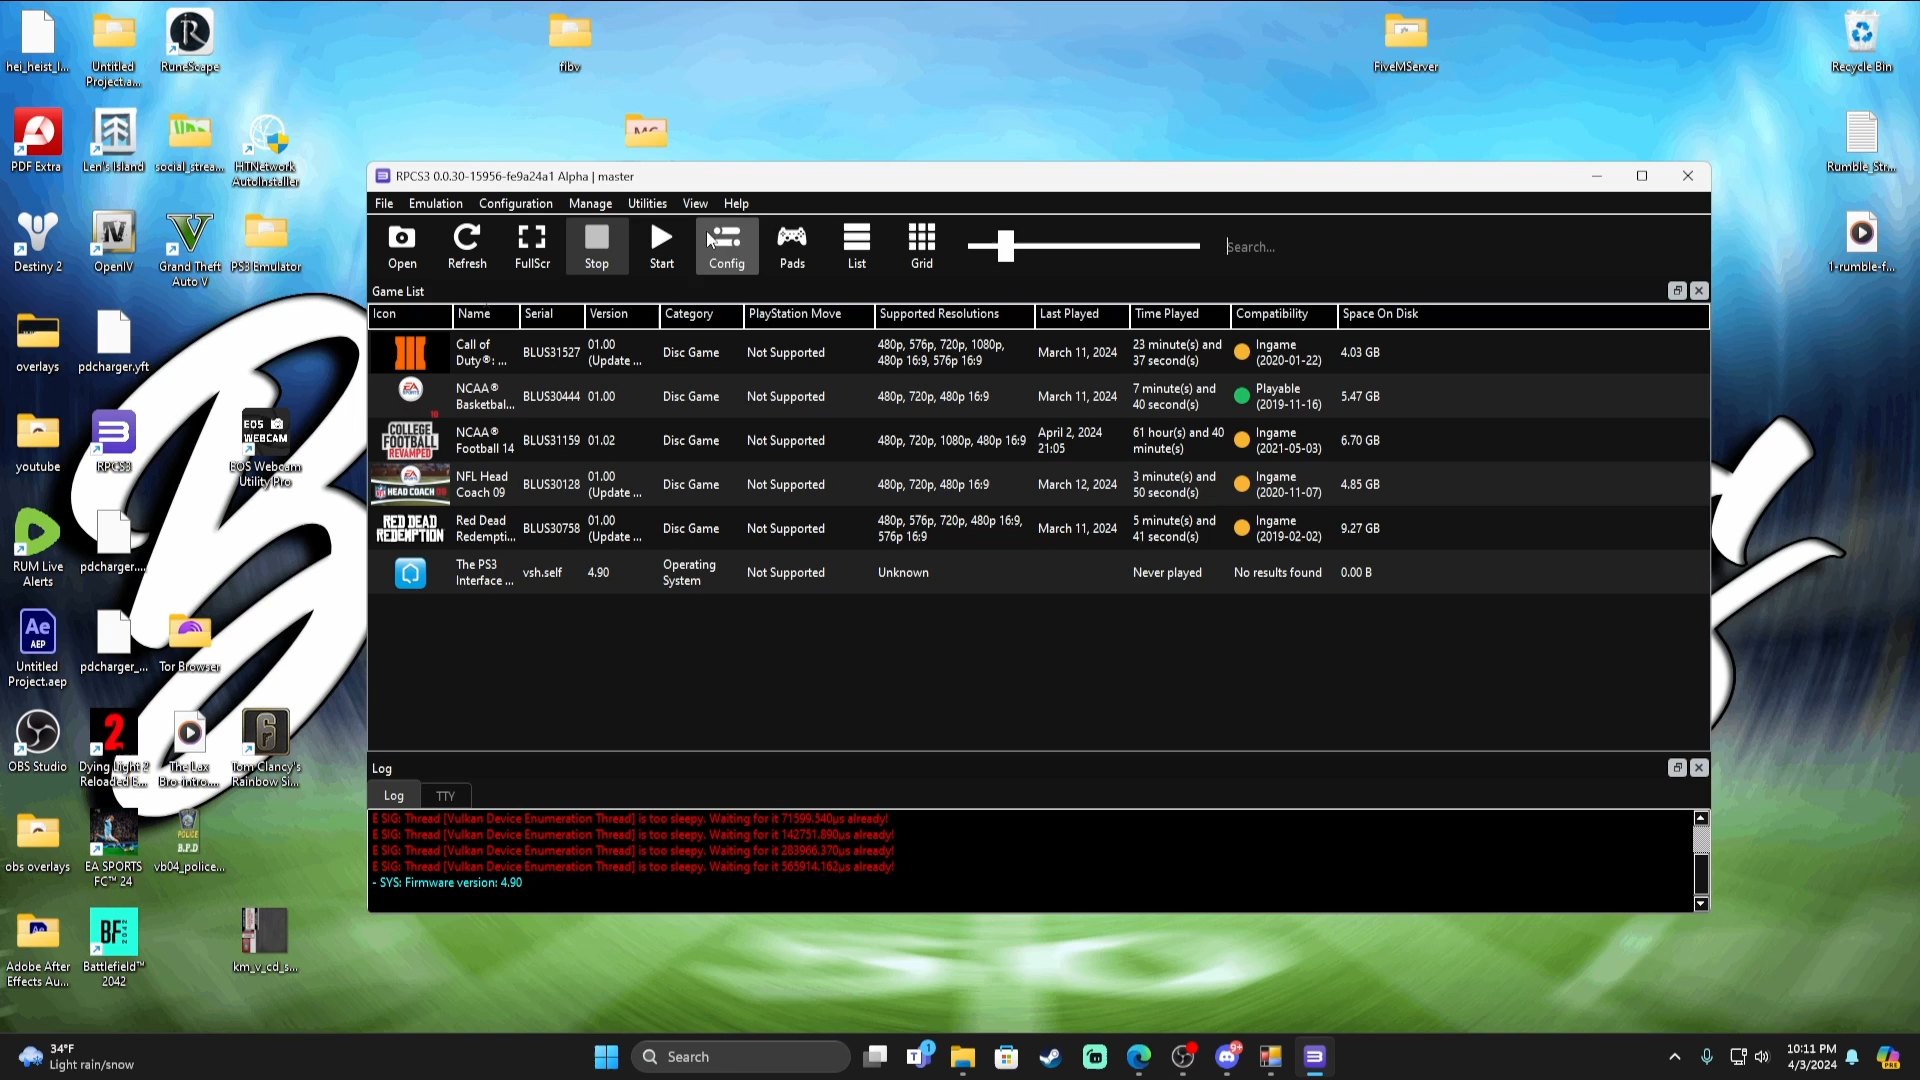 hei_heist_l...
Untitled
Project.a...
RuneScape
flbv
FiveMServer
Recycle Bin
PDF Extra
Len's Island
social_strea...
HTNetwork
AutoInstaller
Rumble_Str...
Destiny 2
OpenIV
Grand Theft
Auto V
PS3 Emulator
1-rumble-f...
overlays
pdcharger.yft
youtube
RPCS3
EOS
WEBCAM
EOS Webcam
Utility Pro
RUM Live
Alerts
pdcharger....
Ae
AEP
Untitled
Project.aep
pdcharger_...
Tor Browser
OBS Studio
Dying Light 2
Reloaded E...
The Lax
Bro intro....
Tom Clancy's
Rainbow Si...
obs overlays
EA SPORTS
FC™ 24
POLICE
B.P.D
vb04_police...
Adobe After
Effects Au...
BF
2042
Battlefield™
2042
km_v_cd_s...
RPCS3 0.0.30-15956-fe9a24a1 Alpha | master
File Emulation Configuration Manage Utilities View Help
Open Refresh FullScr Stop Start Config Pads List Grid Search...
Game List
Icon Name Serial Version Category PlayStation Move Supported Resolutions Last Played Time Played Compatibility Space On Disk
Call of
Duty®: ...
BLUS31527
01.00
(Update ...
Disc Game
Not Supported
480p, 576p, 720p, 1080p,
480p 16:9, 576p 16:9
March 11, 2024
23 minute(s) and
37 second(s)
Ingame
(2020-01-22)
4.03 GB
EA
SPORTS
NCAA®
Basketbal...
BLUS30444
01.00
Disc Game
Not Supported
480p, 720p, 480p 16:9
March 11, 2024
7 minute(s) and
40 second(s)
Playable
(2019-11-16)
5.47 GB
COLLEGE
FOOTBALL
REVAMPED
NCAA®
Football 14
BLUS31159
01.02
Disc Game
Not Supported
480p, 720p, 1080p, 480p 16:9
April 2, 2024
21:05
61 hour(s) and 40
minute(s)
Ingame
(2021-05-03)
6.70 GB
HEAD COACH 09
NFL Head
Coach 09
BLUS30128
01.00
(Update ...
Disc Game
Not Supported
480p, 720p, 480p 16:9
March 12, 2024
3 minute(s) and
50 second(s)
Ingame
(2020-11-07)
4.85 GB
RED DEAD
REDEMPTION
Red Dead
Redempti...
BLUS30758
01.00
(Update ...
Disc Game
Not Supported
480p, 576p, 720p, 480p 16:9,
576p 16:9
March 11, 2024
5 minute(s) and
41 second(s)
Ingame
(2019-02-02)
9.27 GB
The PS3
Interface ...
vsh.self
4.90
Operating
System
Not Supported
Unknown
Never played
No results found
0.00 B
Log
Log TTY
E SIG: Thread [Vulkan Device Enumeration Thread] is too sleepy. Waiting for it 71599.540µs already!
E SIG: Thread [Vulkan Device Enumeration Thread] is too sleepy. Waiting for it 142751.890µs already!
E SIG: Thread [Vulkan Device Enumeration Thread] is too sleepy. Waiting for it 283966.370µs already!
E SIG: Thread [Vulkan Device Enumeration Thread] is too sleepy. Waiting for it 565914.162µs already!
- SYS: Firmware version: 4.90
34°F
Light rain/snow
Search
1
9+
10:11 PM
4/3/2024
PRE